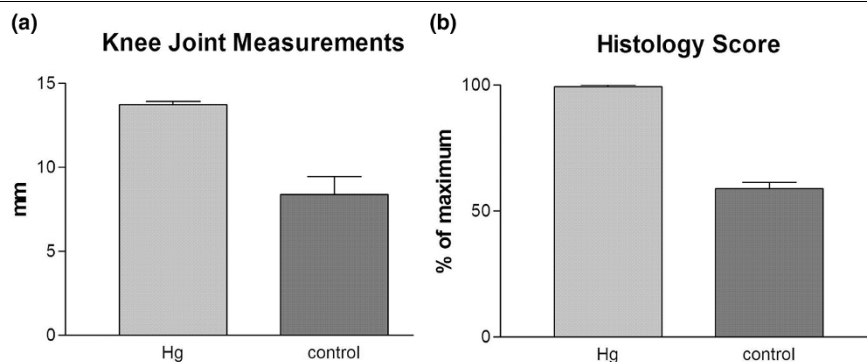 (a)
Knee Joint Measurements
15
10
5
0
mm
Hg
control
(b)
Histology Score
100
50
0
% of maximum
Hg
control